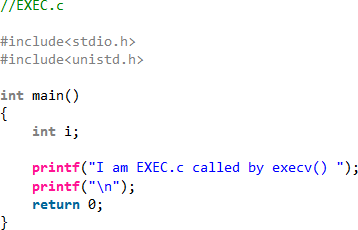 //EXEC.c
#include<stdio.h>
#include<unistd.h>
int main()
{
    int i;
    printf("I am EXEC.c called by execv() ");
    printf("\n");
    return 0;
}